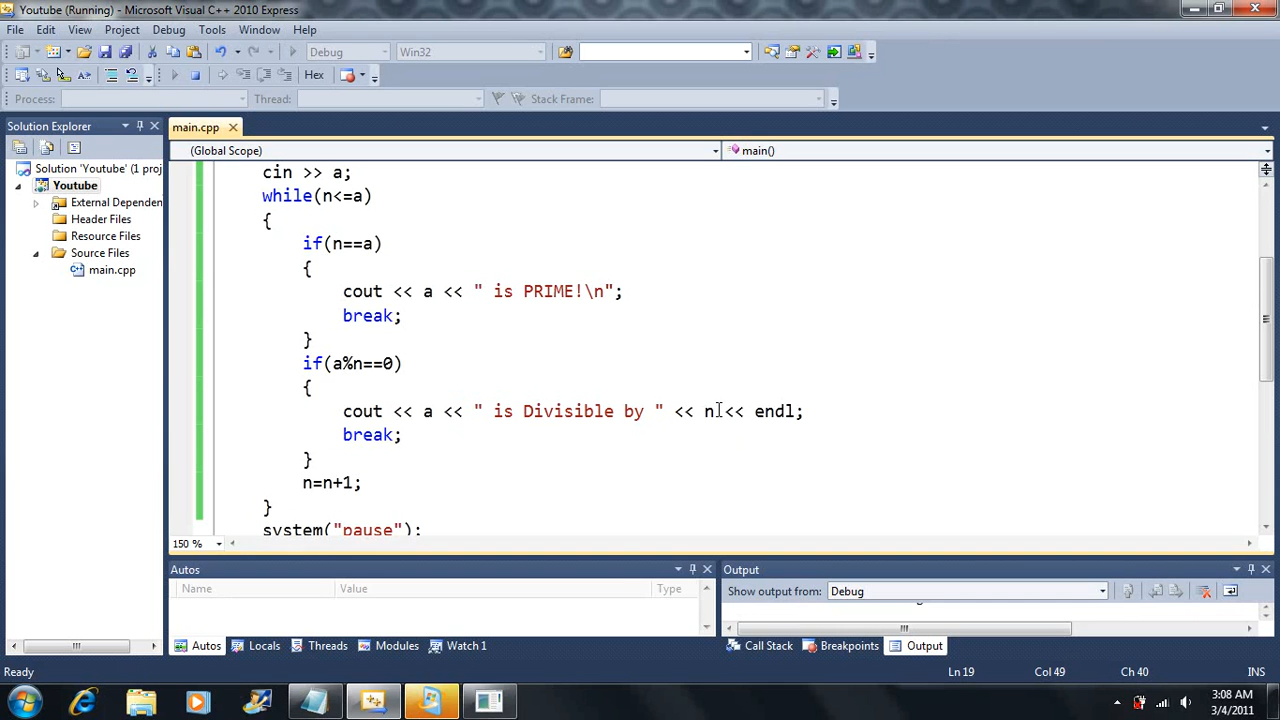 Youtube (Running) - Microsoft Visual C++ 2010 Express
File Edit View Project Debug Tools Window Help
Debug Win32
Hex
Process: Thread: Stack Frame:
Solution Explorer
Solution 'Youtube' (1 proj
Youtube
External Dependen
Header Files
Resource Files
Source Files
main.cpp
main.cpp
(Global Scope) main()
cin >> a;
while(n<=a)
{
if(n==a)
{
cout << a << " is PRIME!\n";
break;
}
if(a%n==0)
{
cout << a << " is Divisible by " << n << endl;
break;
}
n=n+1;
}
system("pause");
150 %
Autos
Name Value Type
Autos Locals Threads Modules Watch 1
Output
Show output from: Debug
Call Stack Breakpoints Output
Ready Ln 19 Col 49 Ch 40 INS
3:08 AM
3/4/2011